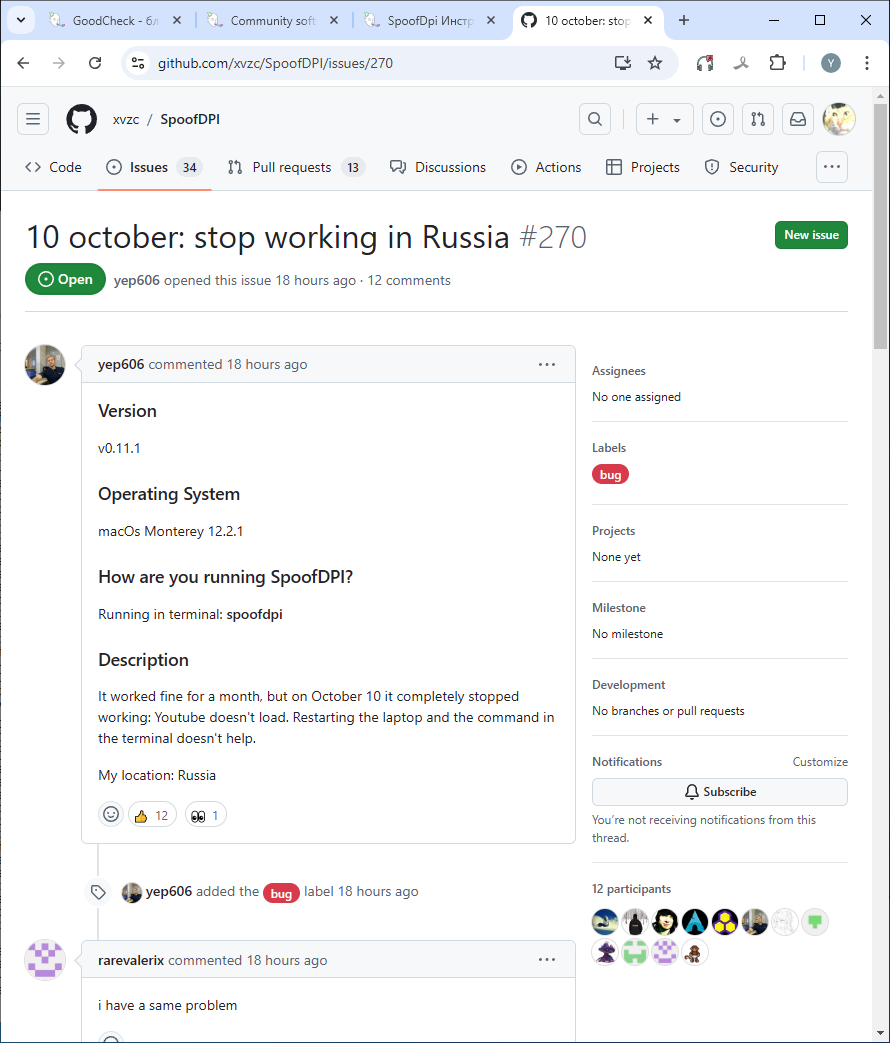 GoodCheck - бл
Community soft
SpoofDpi Инстр
10 october: stop
github.com/xvzc/SpoofDPI/issues/270
Y
xvzc / SpoofDPI
Code
Issues 34
Pull requests 13
Discussions
Actions
Projects
Security
10 october: stop working in Russia #270
New issue
Open
yep606 opened this issue 18 hours ago · 12 comments
yep606 commented 18 hours ago
Version
v0.11.1
Operating System
macOs Monterey 12.2.1
How are you running SpoofDPI?
Running in terminal: spoofdpi
Description
It worked fine for a month, but on October 10 it completely stopped
working: Youtube doesn't load. Restarting the laptop and the command in
the terminal doesn't help.
My location: Russia
12
1
yep606 added the bug label 18 hours ago
rarevalerix commented 18 hours ago
i have a same problem
Assignees
No one assigned
Labels
bug
Projects
None yet
Milestone
No milestone
Development
No branches or pull requests
Notifications
Customize
Subscribe
You're not receiving notifications from this
thread.
12 participants